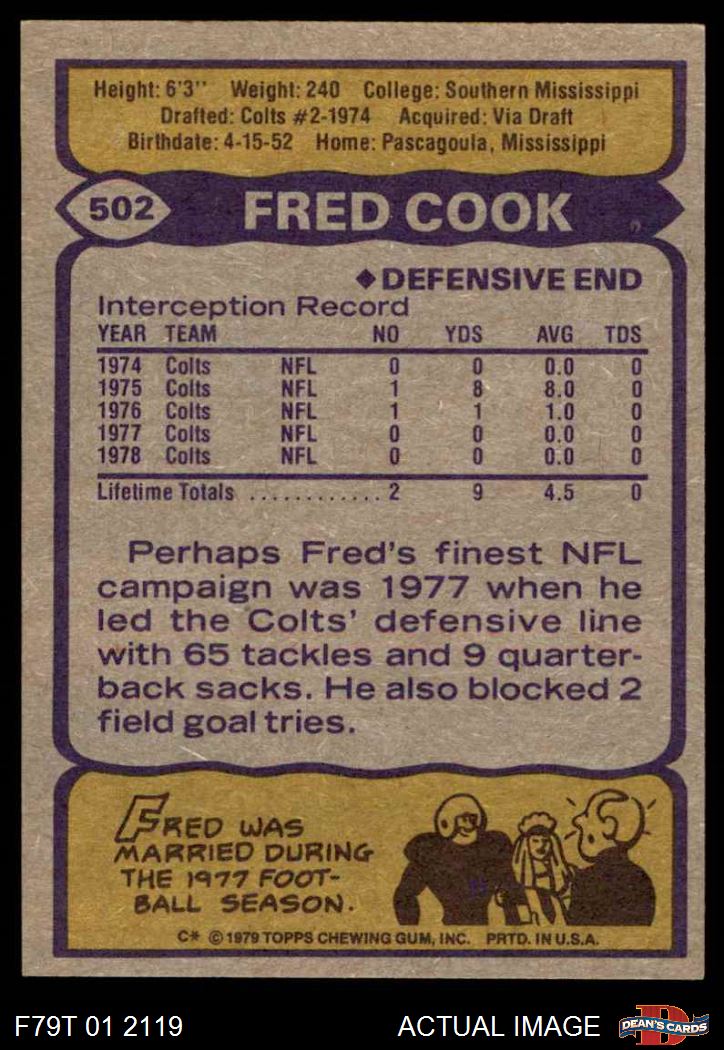 Height: 6'3" Weight: 240 College: Southern Mississippi
Drafted: Colts #2-1974 Acquired: Via Draft
Birthdate: 4-15-52 Home: Pascagoula, Mississippi
502 FRED COOK
◆DEFENSIVE END
Interception Record
YEAR TEAM NO YDS AVG TDS
1974 Colts NFL 0 0 0.0 0
1975 Colts NFL 1 8 8.0 0
1976 Colts NFL 1 1 1.0 0
1977 Colts NFL 0 0 0.0 0
1978 Colts NFL 0 0 0.0 0
Lifetime Totals ............ 2 9 4.5 0
Perhaps Fred's finest NFL
campaign was 1977 when he
led the Colts' defensive line
with 65 tackles and 9 quarter-
back sacks. He also blocked 2
field goal tries.
FRED WAS
MARRIED DURING
THE 1977 FOOT-
BALL SEASON.
C* © 1979 TOPPS CHEWING GUM, INC. PRTD. IN U.S.A.
F79T 01 2119 ACTUAL IMAGE D DEAN'S CARDS